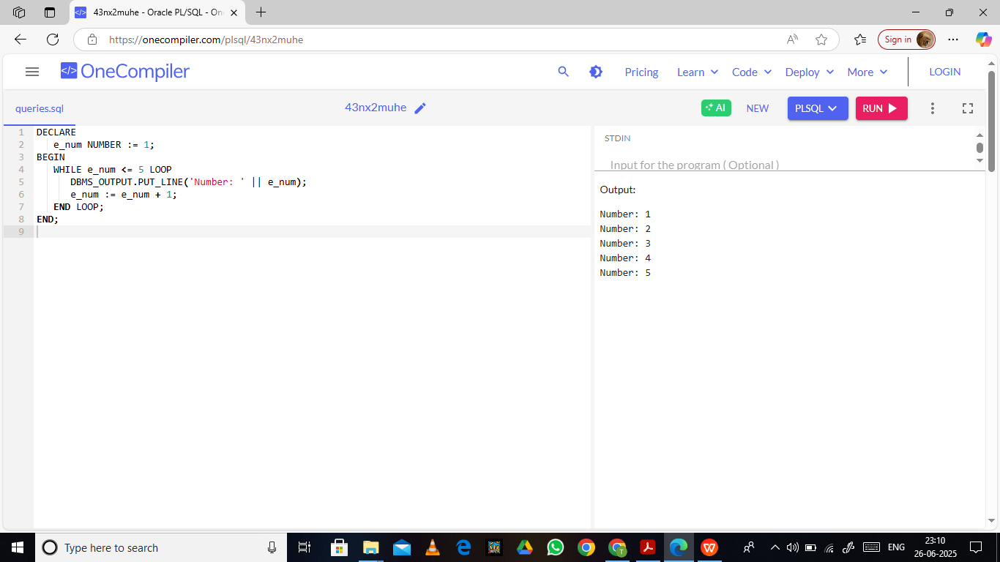 43nx2muhe - Oracle PL/SQL - On
https://onecompiler.com/plsql/43nx2muhe
Sign in
</> OneCompiler
Pricing
Learn
Code
Deploy
More
LOGIN
queries.sql
43nx2muhe
AI
NEW
PLSQL
RUN
1 DECLARE
2    e_num NUMBER := 1;
3 BEGIN
4    WHILE e_num <= 5 LOOP
5       DBMS_OUTPUT.PUT_LINE('Number: ' || e_num);
6       e_num := e_num + 1;
7    END LOOP;
8 END;
9
STDIN
Input for the program ( Optional )
Output:
Number: 1
Number: 2
Number: 3
Number: 4
Number: 5
Type here to search
ENG
23:10
26-06-2025